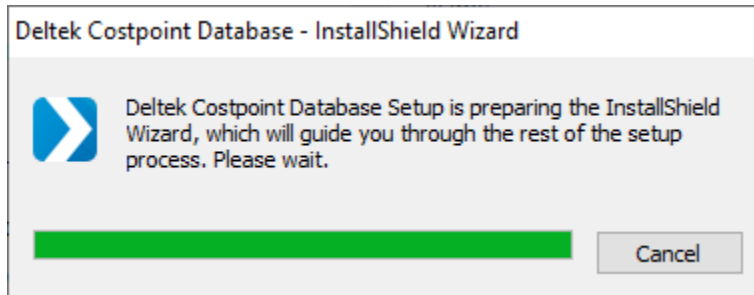 Deltek Costpoint Database - InstallShield Wizard
Deltek Costpoint Database Setup is preparing the InstallShield
Wizard, which will guide you through the rest of the setup
process. Please wait.
Cancel